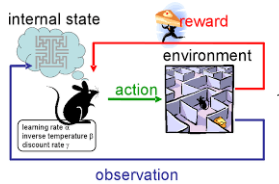 internal state
reward
environment
action
learning rate α
inverse temperature β
discount rate γ
observation